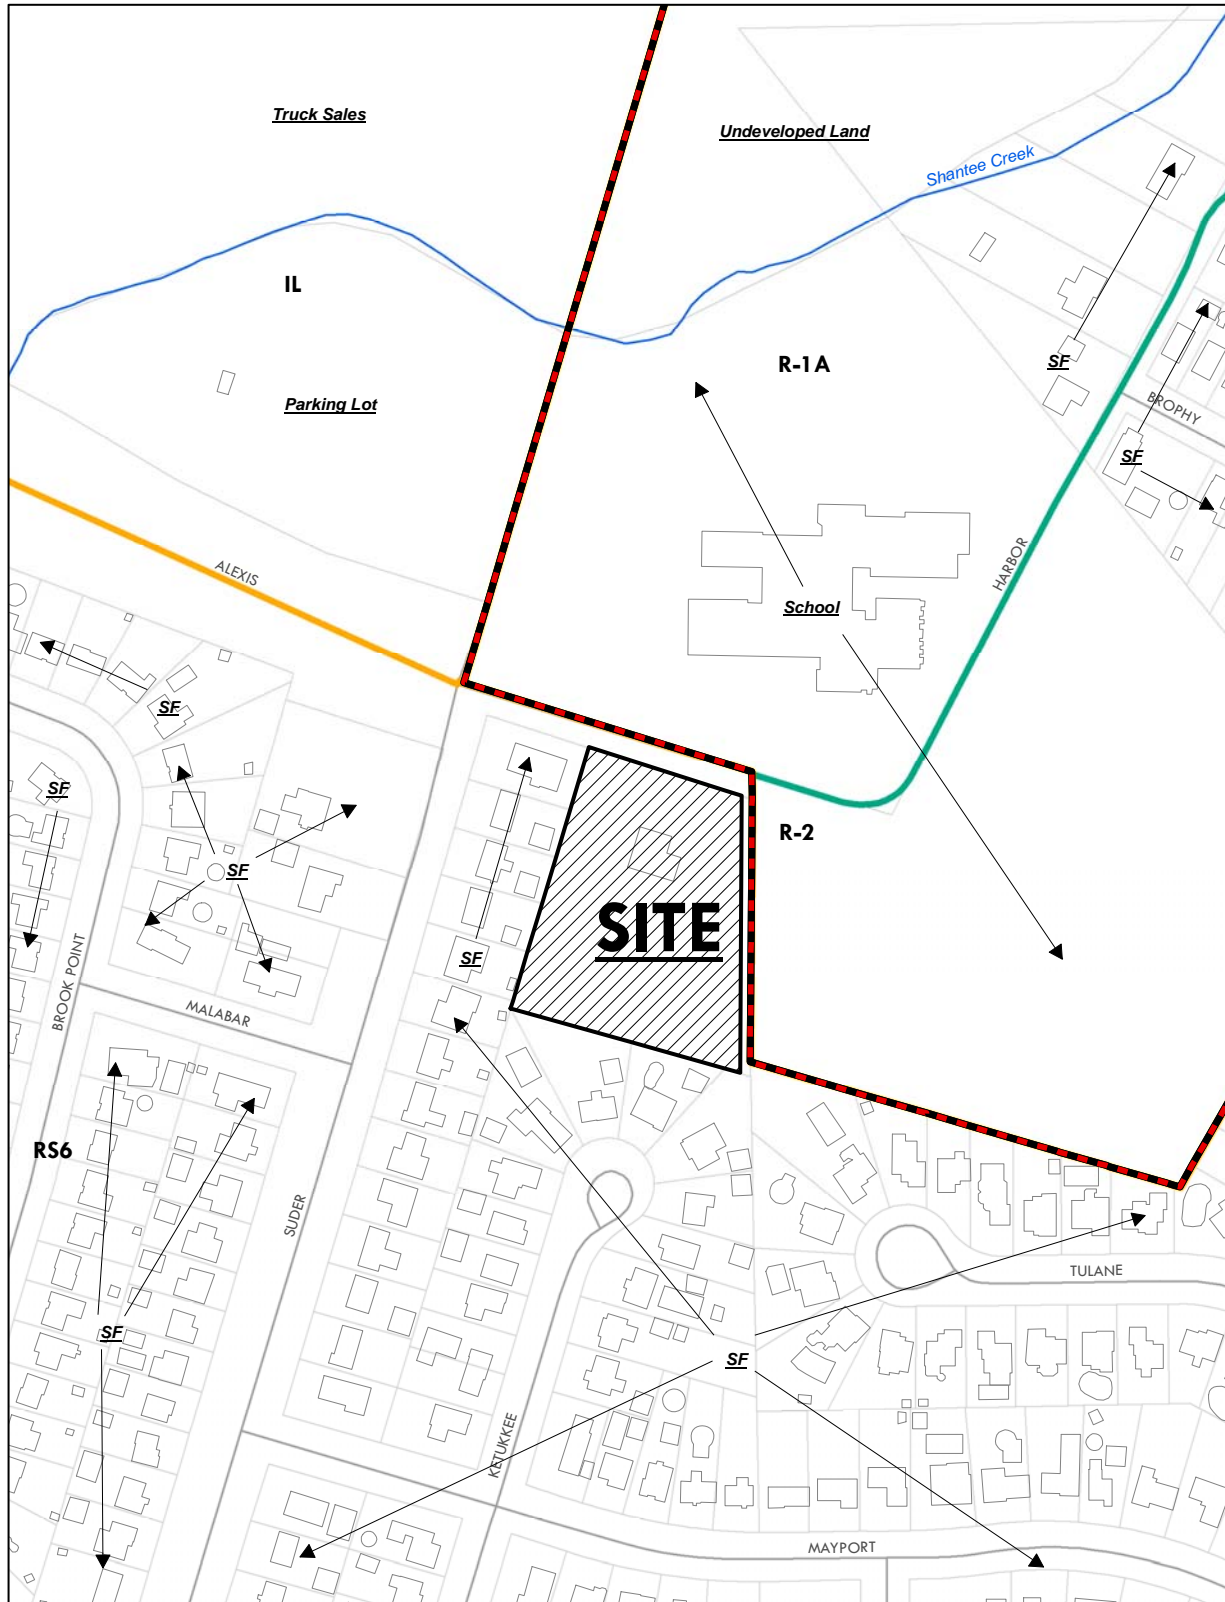 Truck Sales
Undeveloped Land
Shantee Creek
IL
R-1A
SF
Parking Lot
BROPHY
SF
HARBOR
ALEXIS
School
SF
SF
R-2
SF
SITE
SF
BROOK POINT
MALABAR
RS6
SUDER
TULANE
SF
SF
KETUKKEE
MAYPORT